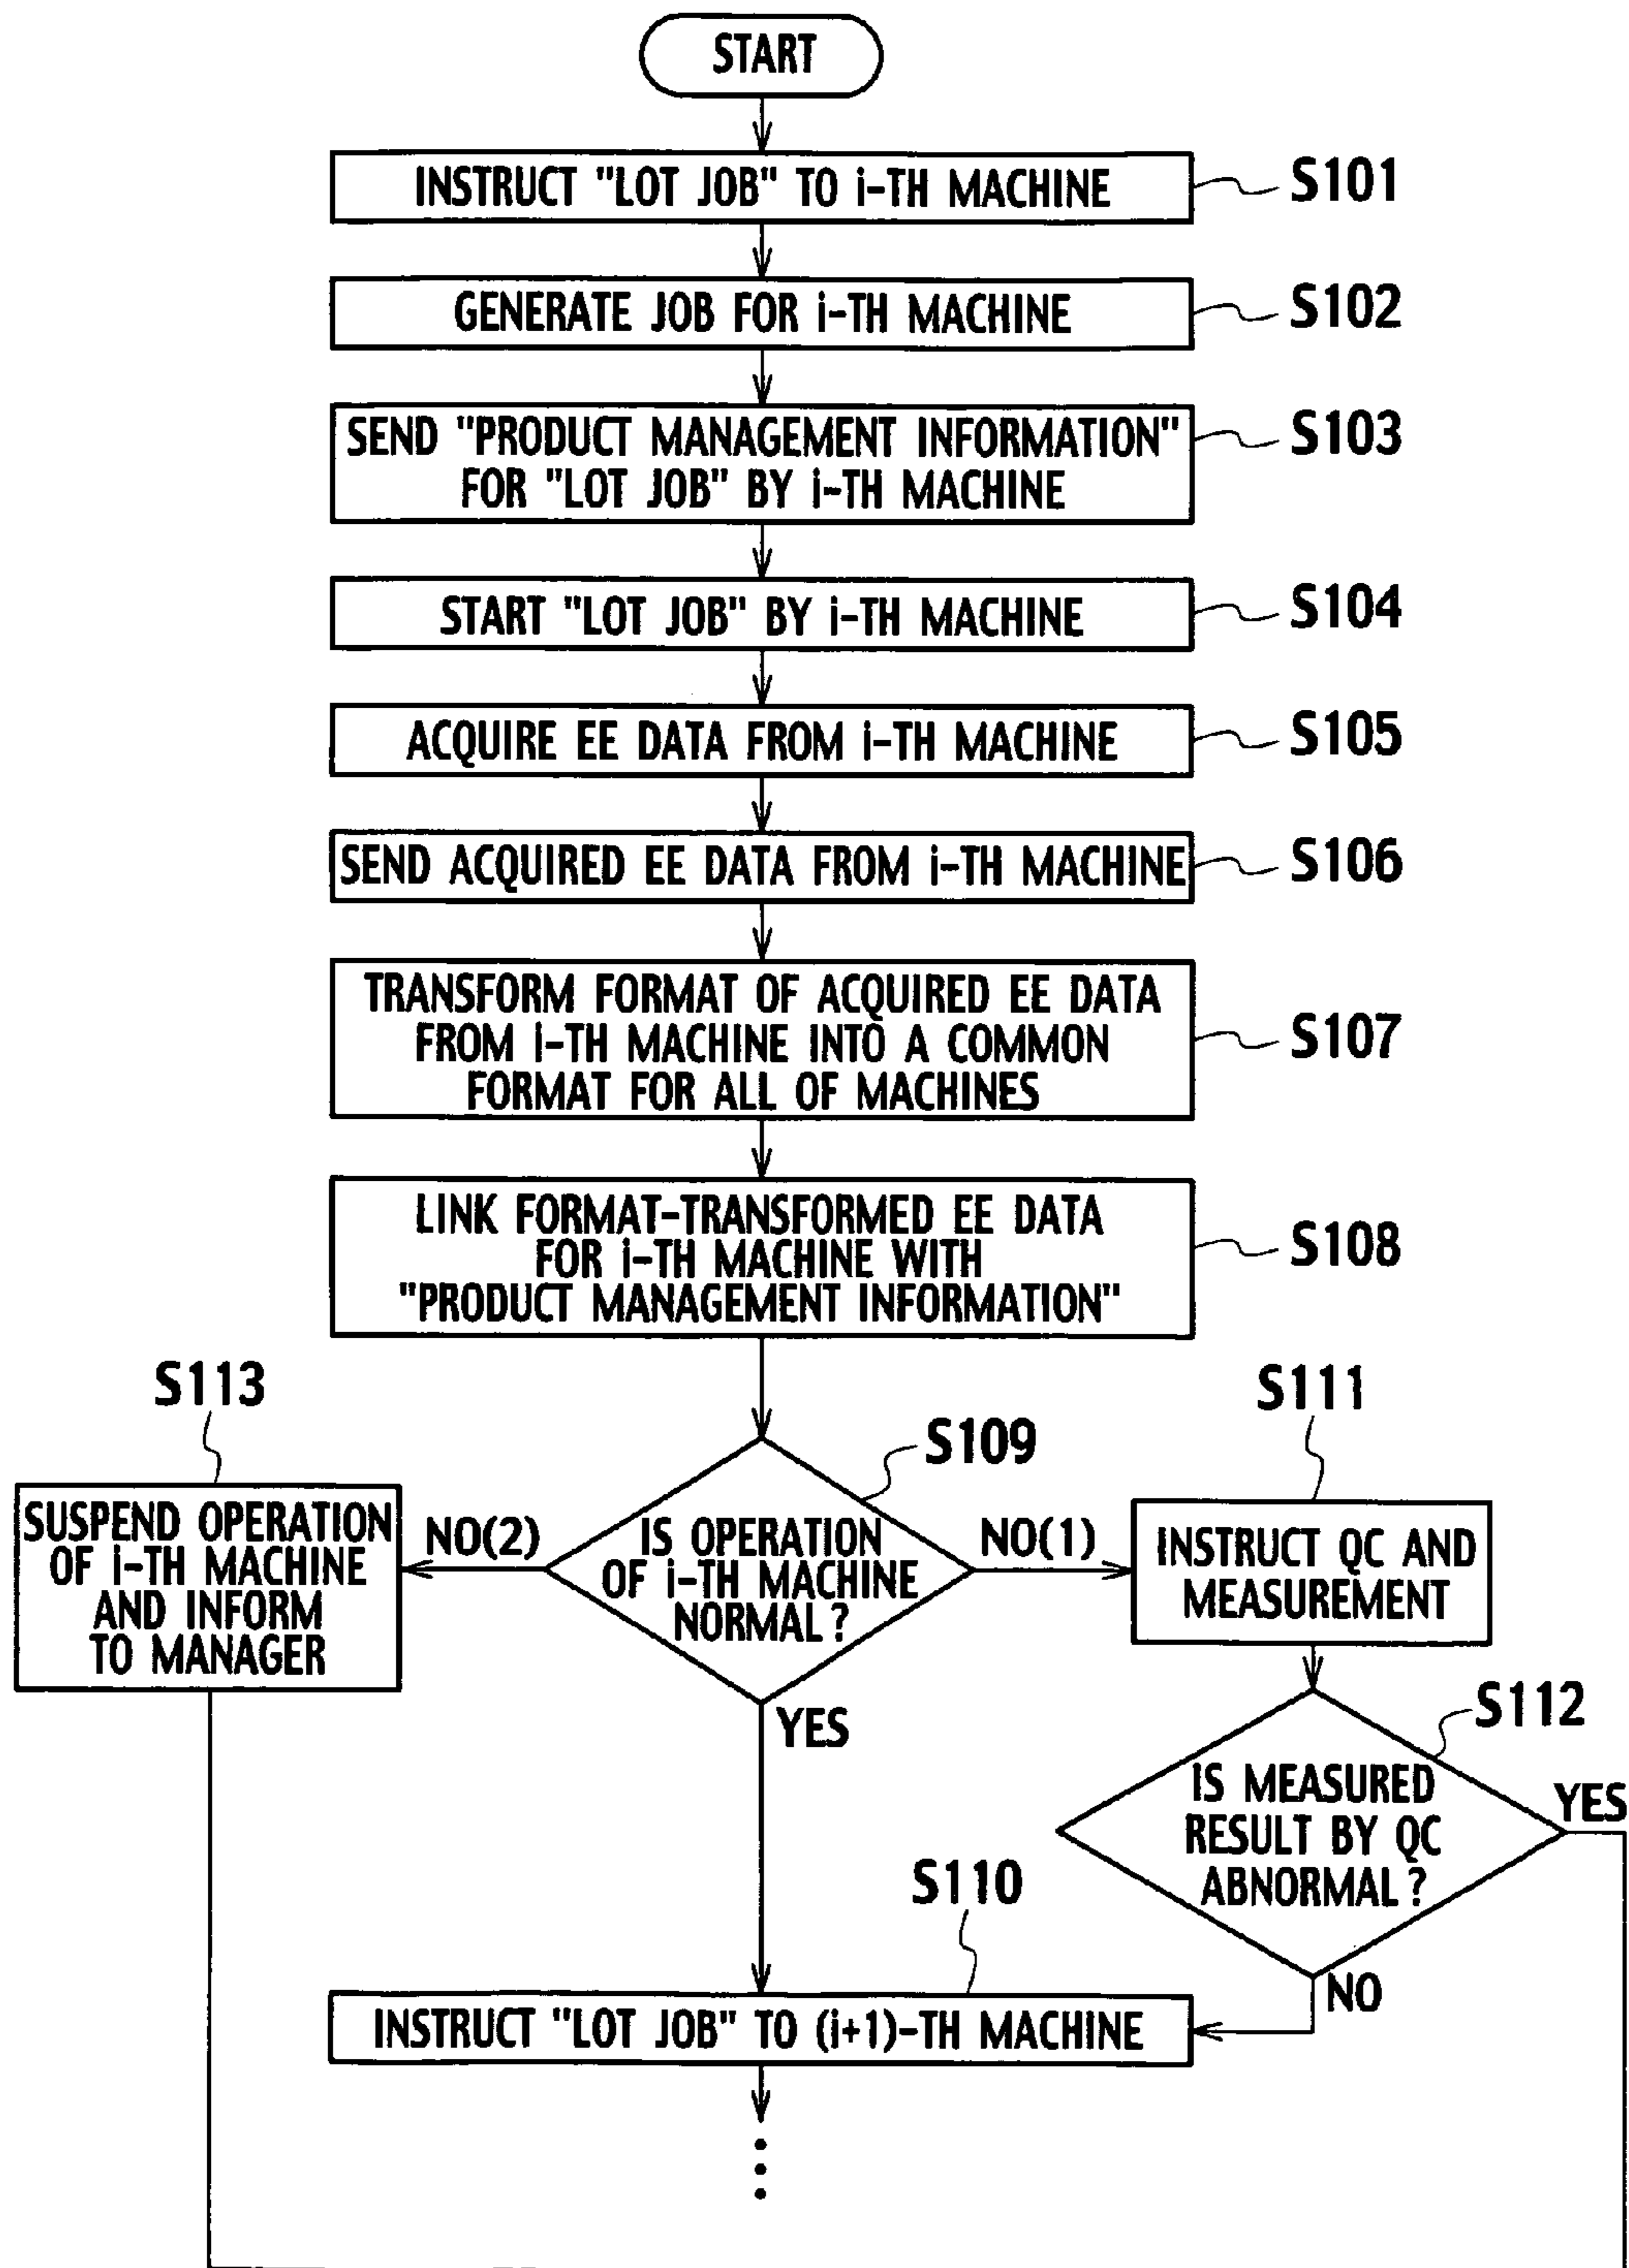 START
INSTRUCT "LOT JOB" TO i-TH MACHINE
S101
GENERATE JOB FOR i-TH MACHINE
S102
SEND "PRODUCT MANAGEMENT INFORMATION"
FOR "LOT JOB" BY i-TH MACHINE
S103
START "LOT JOB" BY i-TH MACHINE
S104
ACQUIRE EE DATA FROM i-TH MACHINE
S105
SEND ACQUIRED EE DATA FROM i-TH MACHINE
S106
TRANSFORM FORMAT OF ACQUIRED EE DATA
FROM i-TH MACHINE INTO A COMMON
FORMAT FOR ALL OF MACHINES
S107
LINK FORMAT-TRANSFORMED EE DATA
FOR i-TH MACHINE WITH
"PRODUCT MANAGEMENT INFORMATION"
S108
S113
SUSPEND OPERATION
OF i-TH MACHINE
AND INFORM
TO MANAGER
NO(2)
S109
IS OPERATION
OF i-TH MACHINE
NORMAL?
NO(1)
YES
S111
INSTRUCT QC AND
MEASUREMENT
S112
IS MEASURED
RESULT BY QC
ABNORMAL?
YES
NO
S110
INSTRUCT "LOT JOB" TO (i+1)-TH MACHINE